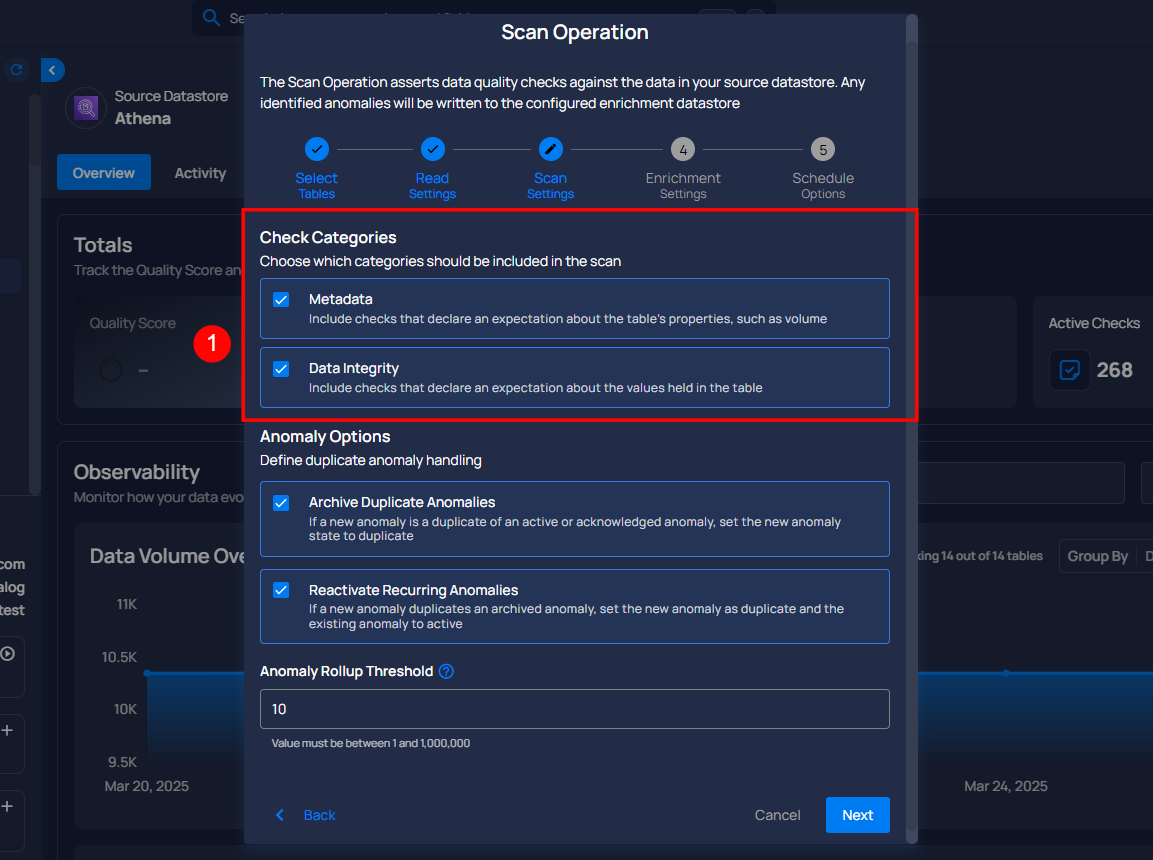 Se
Scan Operation
The Scan Operation asserts data quality checks against the data in your source datastore. Any
identified anomalies will be written to the configured enrichment datastore
Source Datastore
Athena
Overview
Activity
4
5
Select
Tables
Read
Settings
Scan
Settings
Enrichment
Settings
Schedule
Options
Totals
Track the Quality Score an
Quality Score
–
1
Check Categories
Choose which categories should be included in the scan
Metadata
Include checks that declare an expectation about the table's properties, such as volume
Data Integrity
Include checks that declare an expectation about the values held in the table
Active Checks
268
Anomaly Options
Define duplicate anomaly handling
Archive Duplicate Anomalies
If a new anomaly is a duplicate of an active or acknowledged anomaly, set the new anomaly
state to duplicate
Reactivate Recurring Anomalies
If a new anomaly duplicates an archived anomaly, set the new anomaly as duplicate and the
existing anomaly to active
Anomaly Rollup Threshold
10
Value must be between 1 and 1,000,000
Back
Cancel
Next
Observability
Monitor how your data evo
Data Volume Ove
king 14 out of 14 tables
Group By
D
com
alog
test
11K
10.5K
10K
9.5K
Mar 20, 2025
Mar 24, 2025